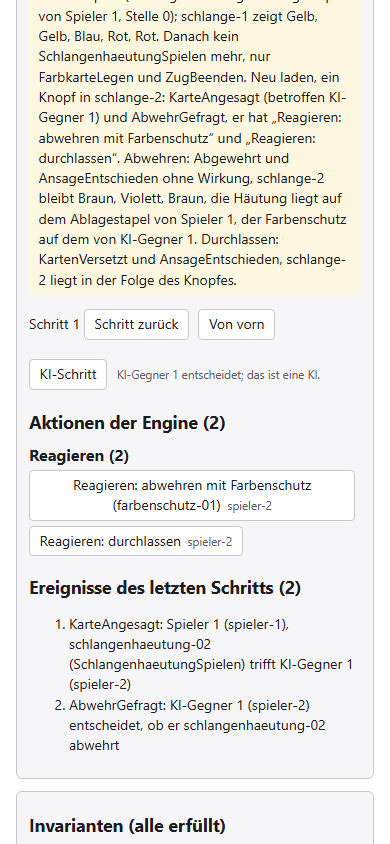 von Spieler 1, Stelle 0); schlange-1 zeigt Gelb,
Gelb, Blau, Rot, Rot. Danach kein
SchlangenhaeutungSpielen mehr, nur
FarbkarteLegen und ZugBeenden. Neu laden, ein
Knopf in schlange-2: KarteAngesagt (betroffen KI-
Gegner 1) und AbwehrGefragt, er hat „Reagieren:
abwehren mit Farbenschutz“ und „Reagieren:
durchlassen“. Abwehren: Abgewehrt und
AnsageEntschieden ohne Wirkung, schlange-2
bleibt Braun, Violett, Braun, die Häutung liegt auf
dem Ablagestapel von Spieler 1, der Farbenschutz
auf dem von KI-Gegner 1. Durchlassen:
KartenVersetzt und AnsageEntschieden, schlange-
2 liegt in der Folge des Knopfes.
Schritt 1 Schritt zurück Von vorn
KI-Schritt KI-Gegner 1 entscheidet; das ist eine KI.
Aktionen der Engine (2)
Reagieren (2)
Reagieren: abwehren mit Farbenschutz
(farbenschutz-01) spieler-2
Reagieren: durchlassen spieler-2
Ereignisse des letzten Schritts (2)
1. KarteAngesagt: Spieler 1 (spieler-1),
schlangenhaeutung-02
(SchlangenhaeutungSpielen) trifft KI-Gegner 1
(spieler-2)
2. AbwehrGefragt: KI-Gegner 1 (spieler-2)
entscheidet, ob er schlangenhaeutung-02
abwehrt
Invarianten (alle erfüllt)